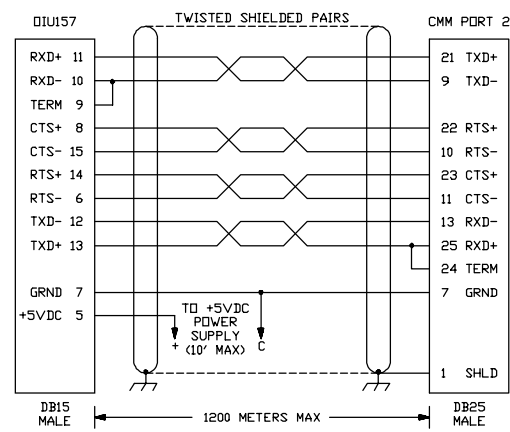 OIU157 TWISTED SHIELDED PAIRS CMM PORT 2
RXD+ 11 21 TXD+
RXD- 10 9 TXD-
TERM 9
CTS+ 8 22 RTS+
CTS- 15 10 RTS-
RTS+ 14 23 CTS+
RTS- 6 11 CTS-
TXD- 12 13 RXD-
TXD+ 13 25 RXD+
24 TERM
GRND 7 7 GRND
+5VDC 5
TO +5VDC
POWER
SUPPLY
(10' MAX)
+ C
1 SHLD
DB15
MALE
1200 METERS MAX
DB25
MALE